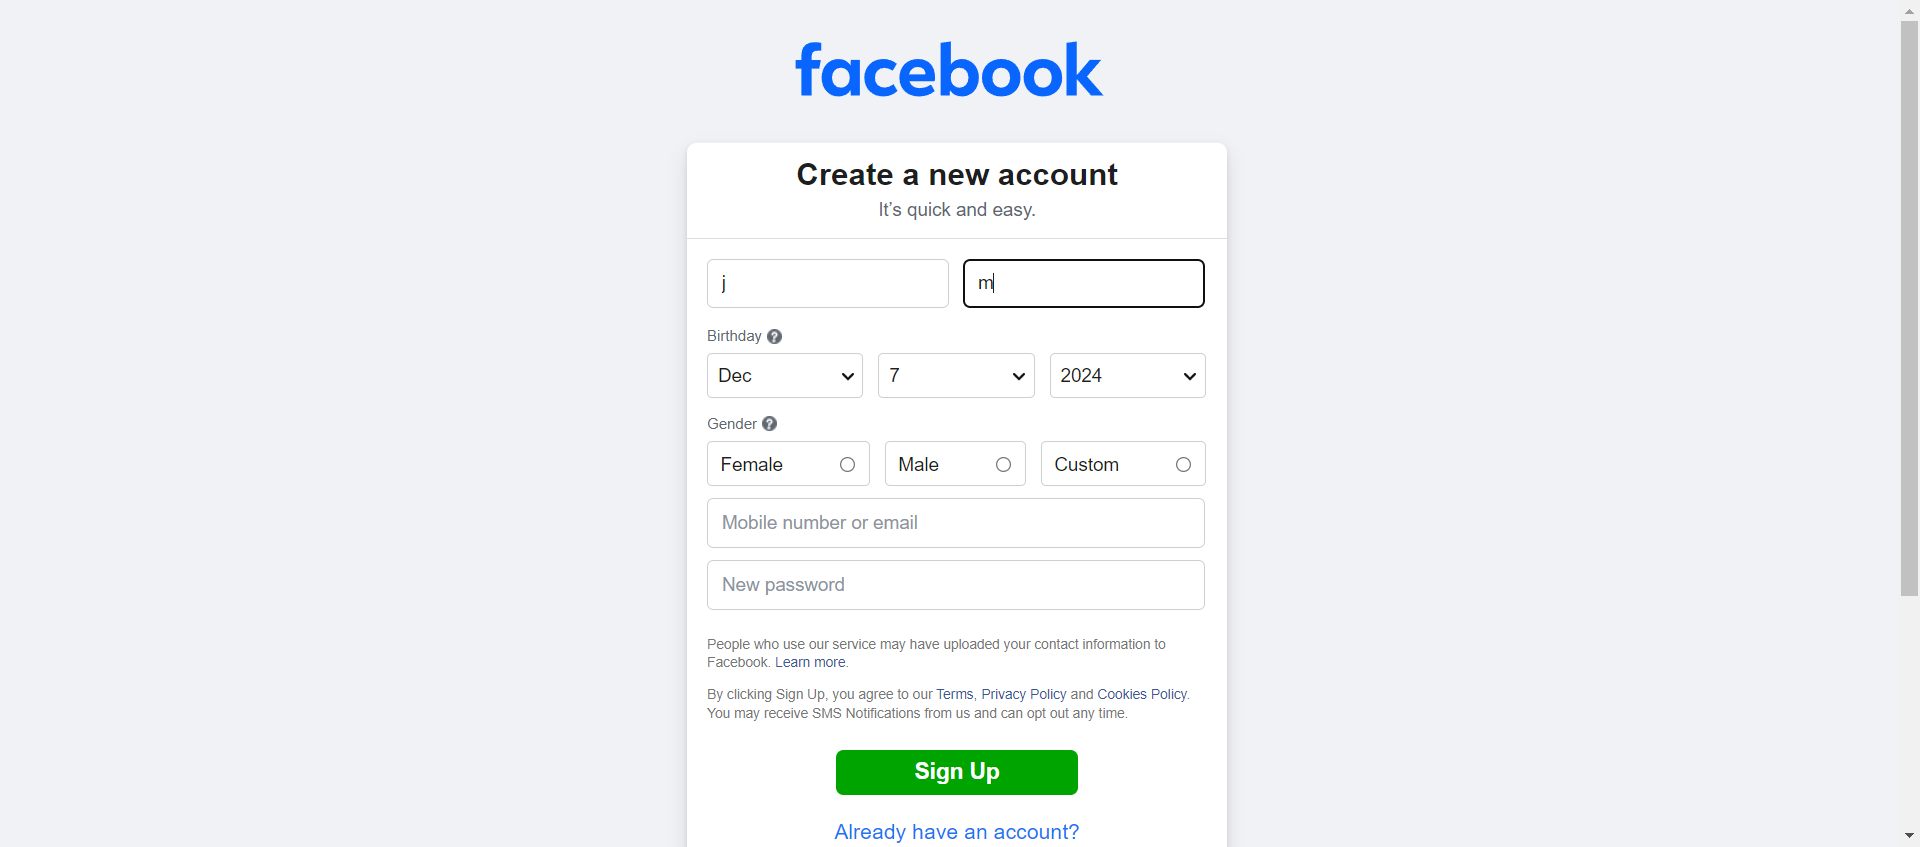 facebook
Create a new account
It’s quick and easy.
j m
Birthday ?
Dec 7 2024
Gender ?
Female Male Custom
Mobile number or email
New password
People who use our service may have uploaded your contact information to
Facebook. Learn more.
By clicking Sign Up, you agree to our Terms, Privacy Policy and Cookies Policy.
You may receive SMS Notifications from us and can opt out any time.
Sign Up
Already have an account?